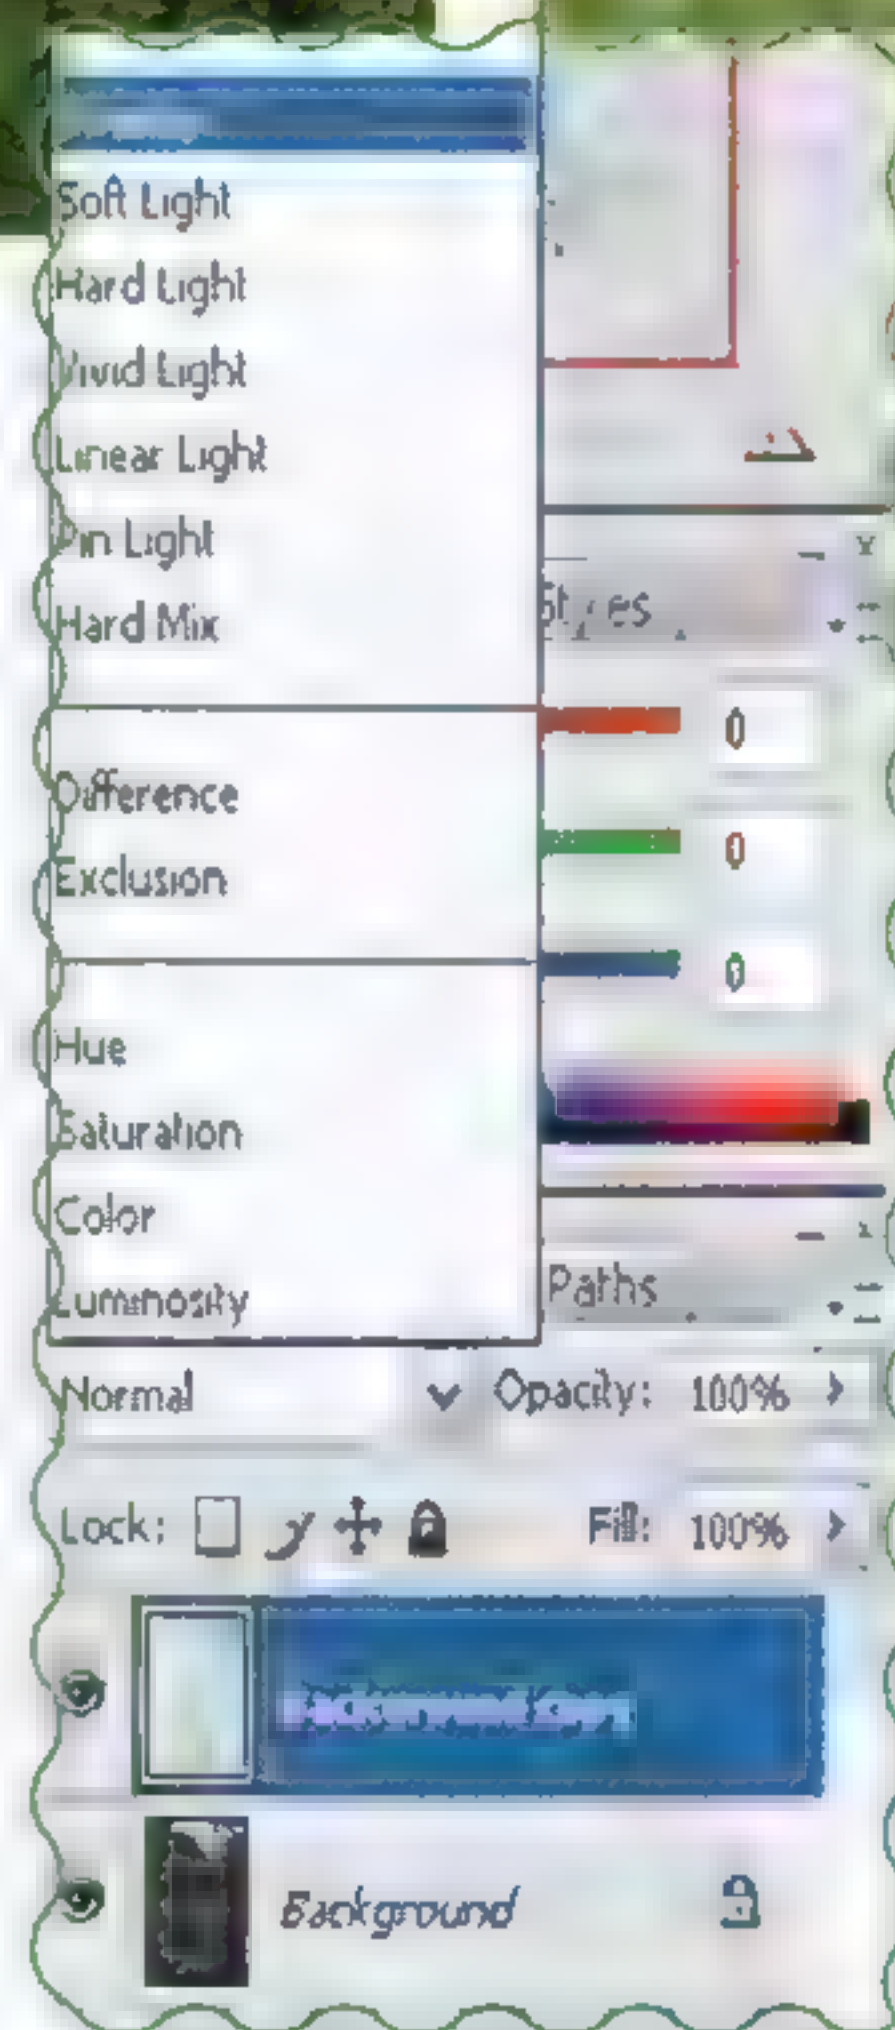 Soft Light
Hard Light
Vivid Light
Linear Light
Pin Light
Hard Mix
Styles
0
Difference
0
Exclusion
0
Hue
Saturation
Color
Luminosity
Paths
Normal
Opacity: 100%
Lock: Fill: 100%
Background